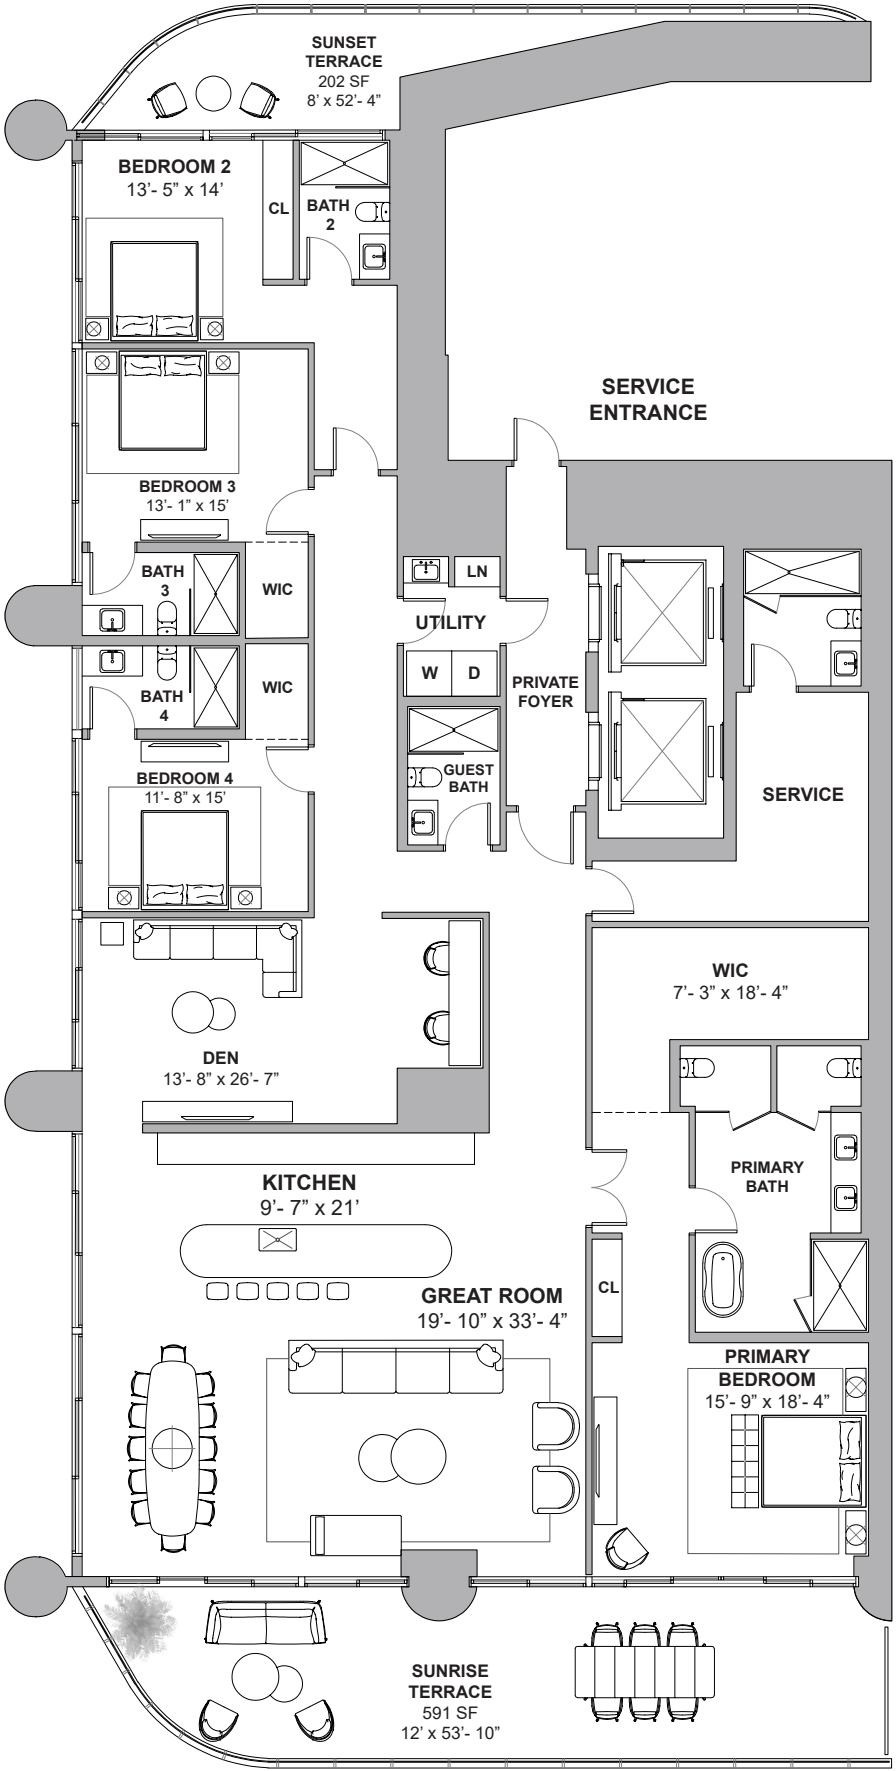 SUNSET
TERRACE
202 SF
8’ x 52’- 4”
BEDROOM 2
13’- 5” x 14’
CL
BATH
2
SERVICE
ENTRANCE
BEDROOM 3
13’- 1” x 15’
BATH
3
WIC
LN
UTILITY
W
D
WIC
BATH
4
PRIVATE
FOYER
GUEST
BATH
BEDROOM 4
11’- 8” x 15’
SERVICE
WIC
7’- 3” x 18’- 4”
DEN
13’- 8” x 26’- 7”
PRIMARY
BATH
KITCHEN
9’- 7” x 21’
CL
GREAT ROOM
19’- 10” x 33’- 4”
PRIMARY
BEDROOM
15’- 9” x 18’- 4”
SUNRISE
TERRACE
591 SF
12’ x 53’- 10”